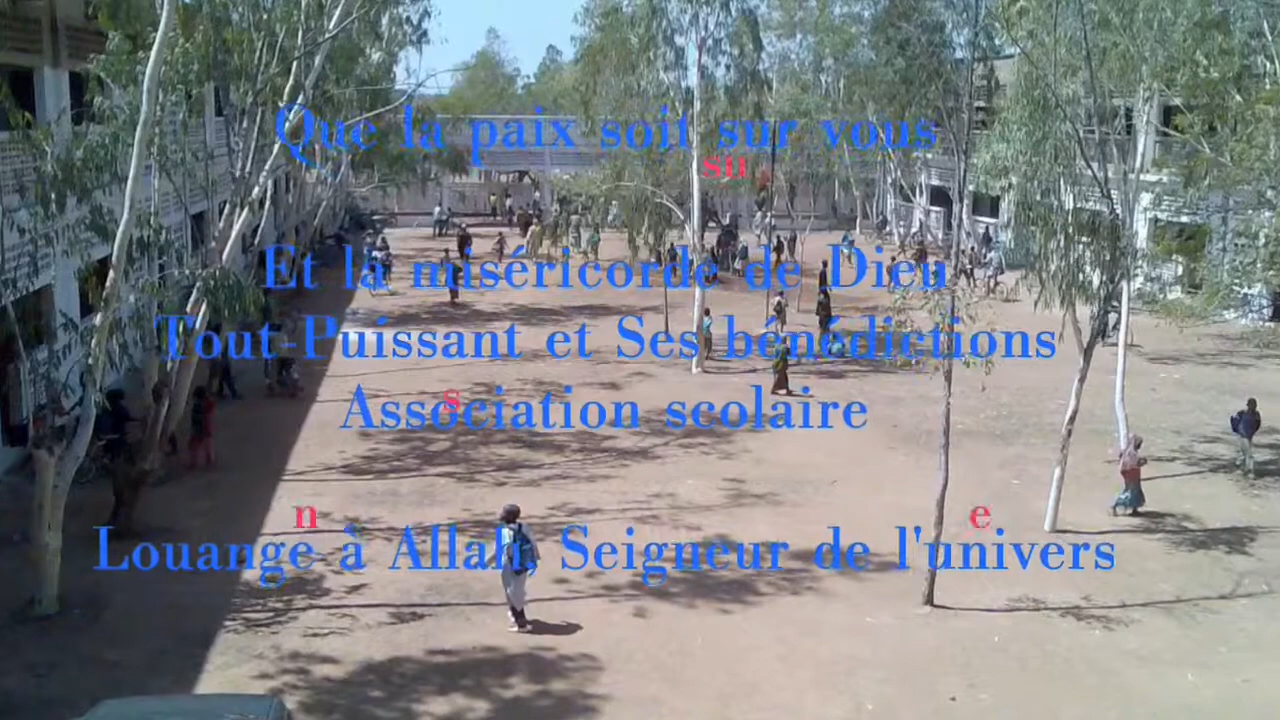 Que la paix soit sur vous
sır
Et la miséricorde de Dieu
Tout-Puissant et Ses bénédictions
s
Association scolaire
n e
Louange à Allah, Seigneur de l'univers